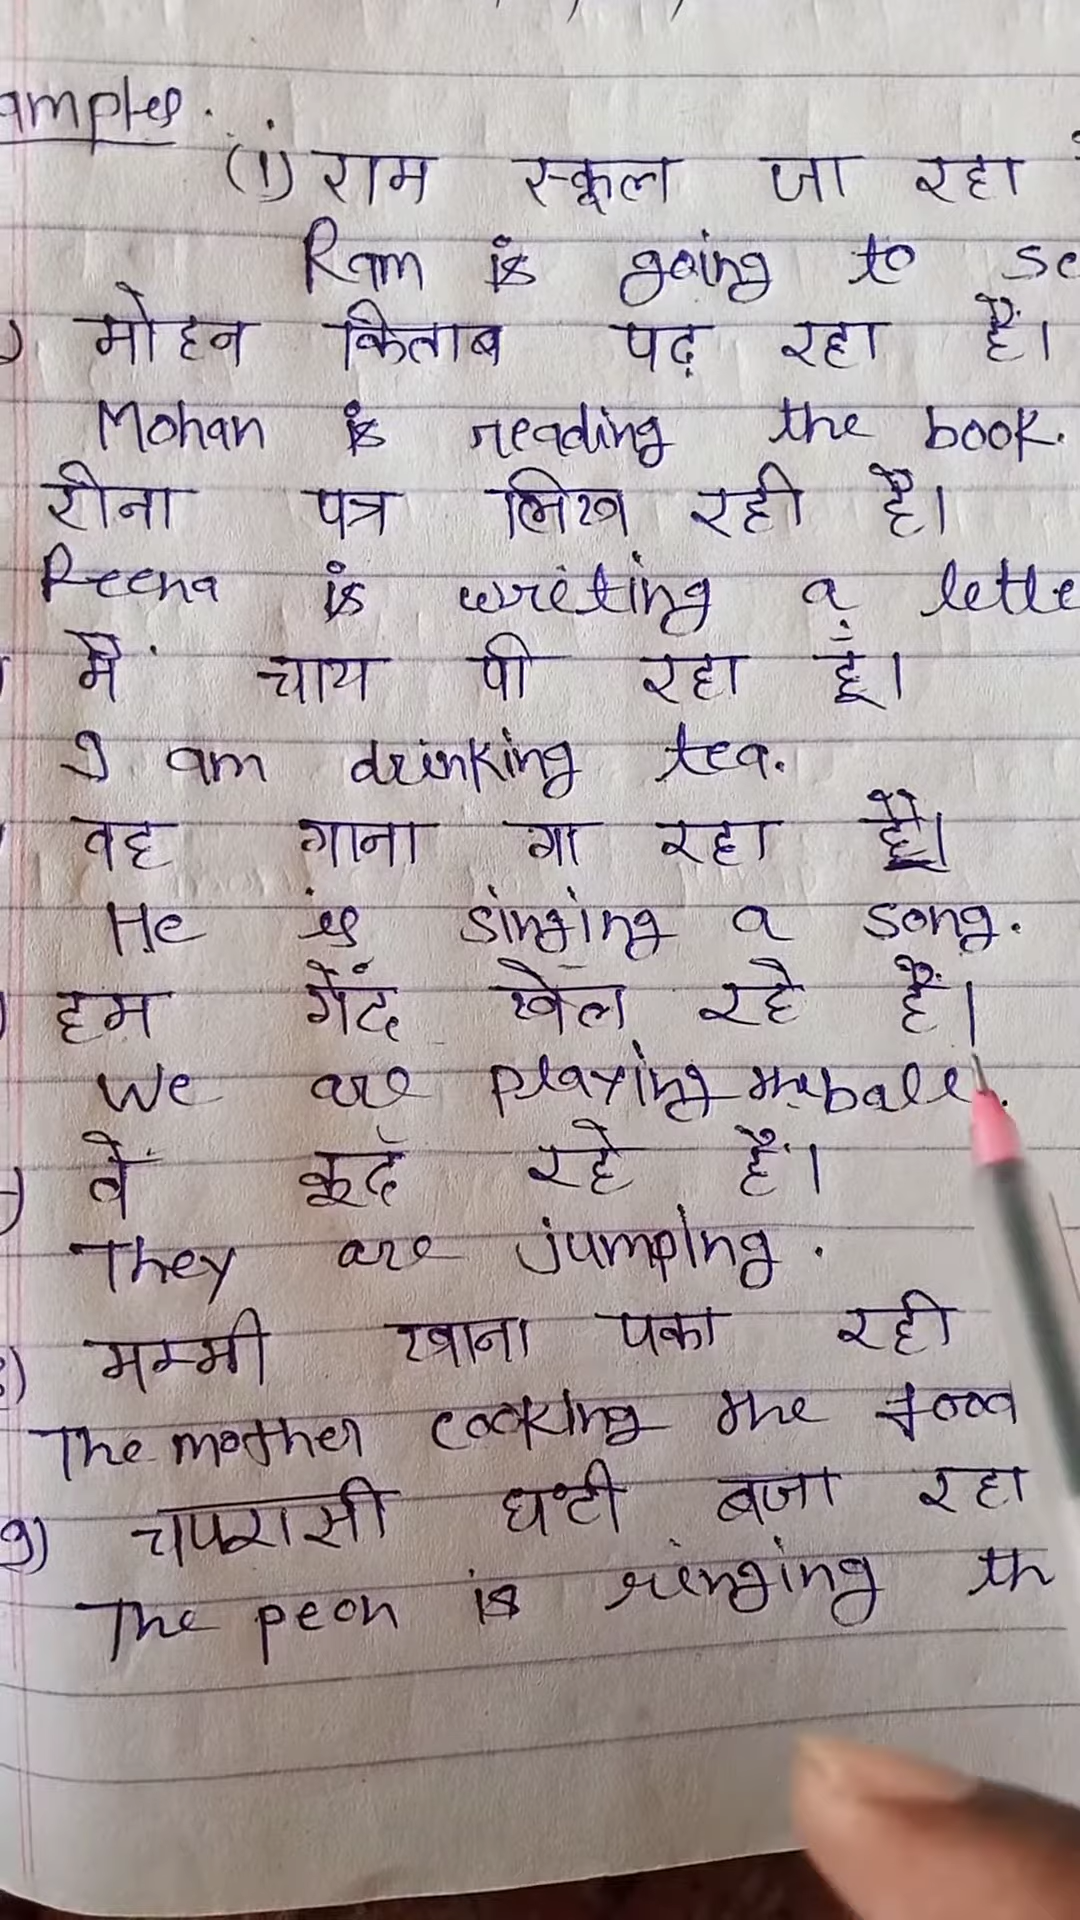 amples.
(1) राम स्कूल जा रहा
Ram is going to sc
मोहन किताब पढ़ रहा हैं।
Mohan is reading the book.
रीना पत्र लिख रही है।
Reena is writing a lette
मैं चाय पी रहा हूं।
I am drinking tea.
वह गाना गा रहा है।
He is singing a song.
हम गेंद खेल रहे हैं।
We are playing the ball.
वे कूद रहे हैं।
They are jumping.
मम्मी खाना पका रही
The mother cooking the food
9) चपरासी घंटी बजा रहा
The peon is ringing th